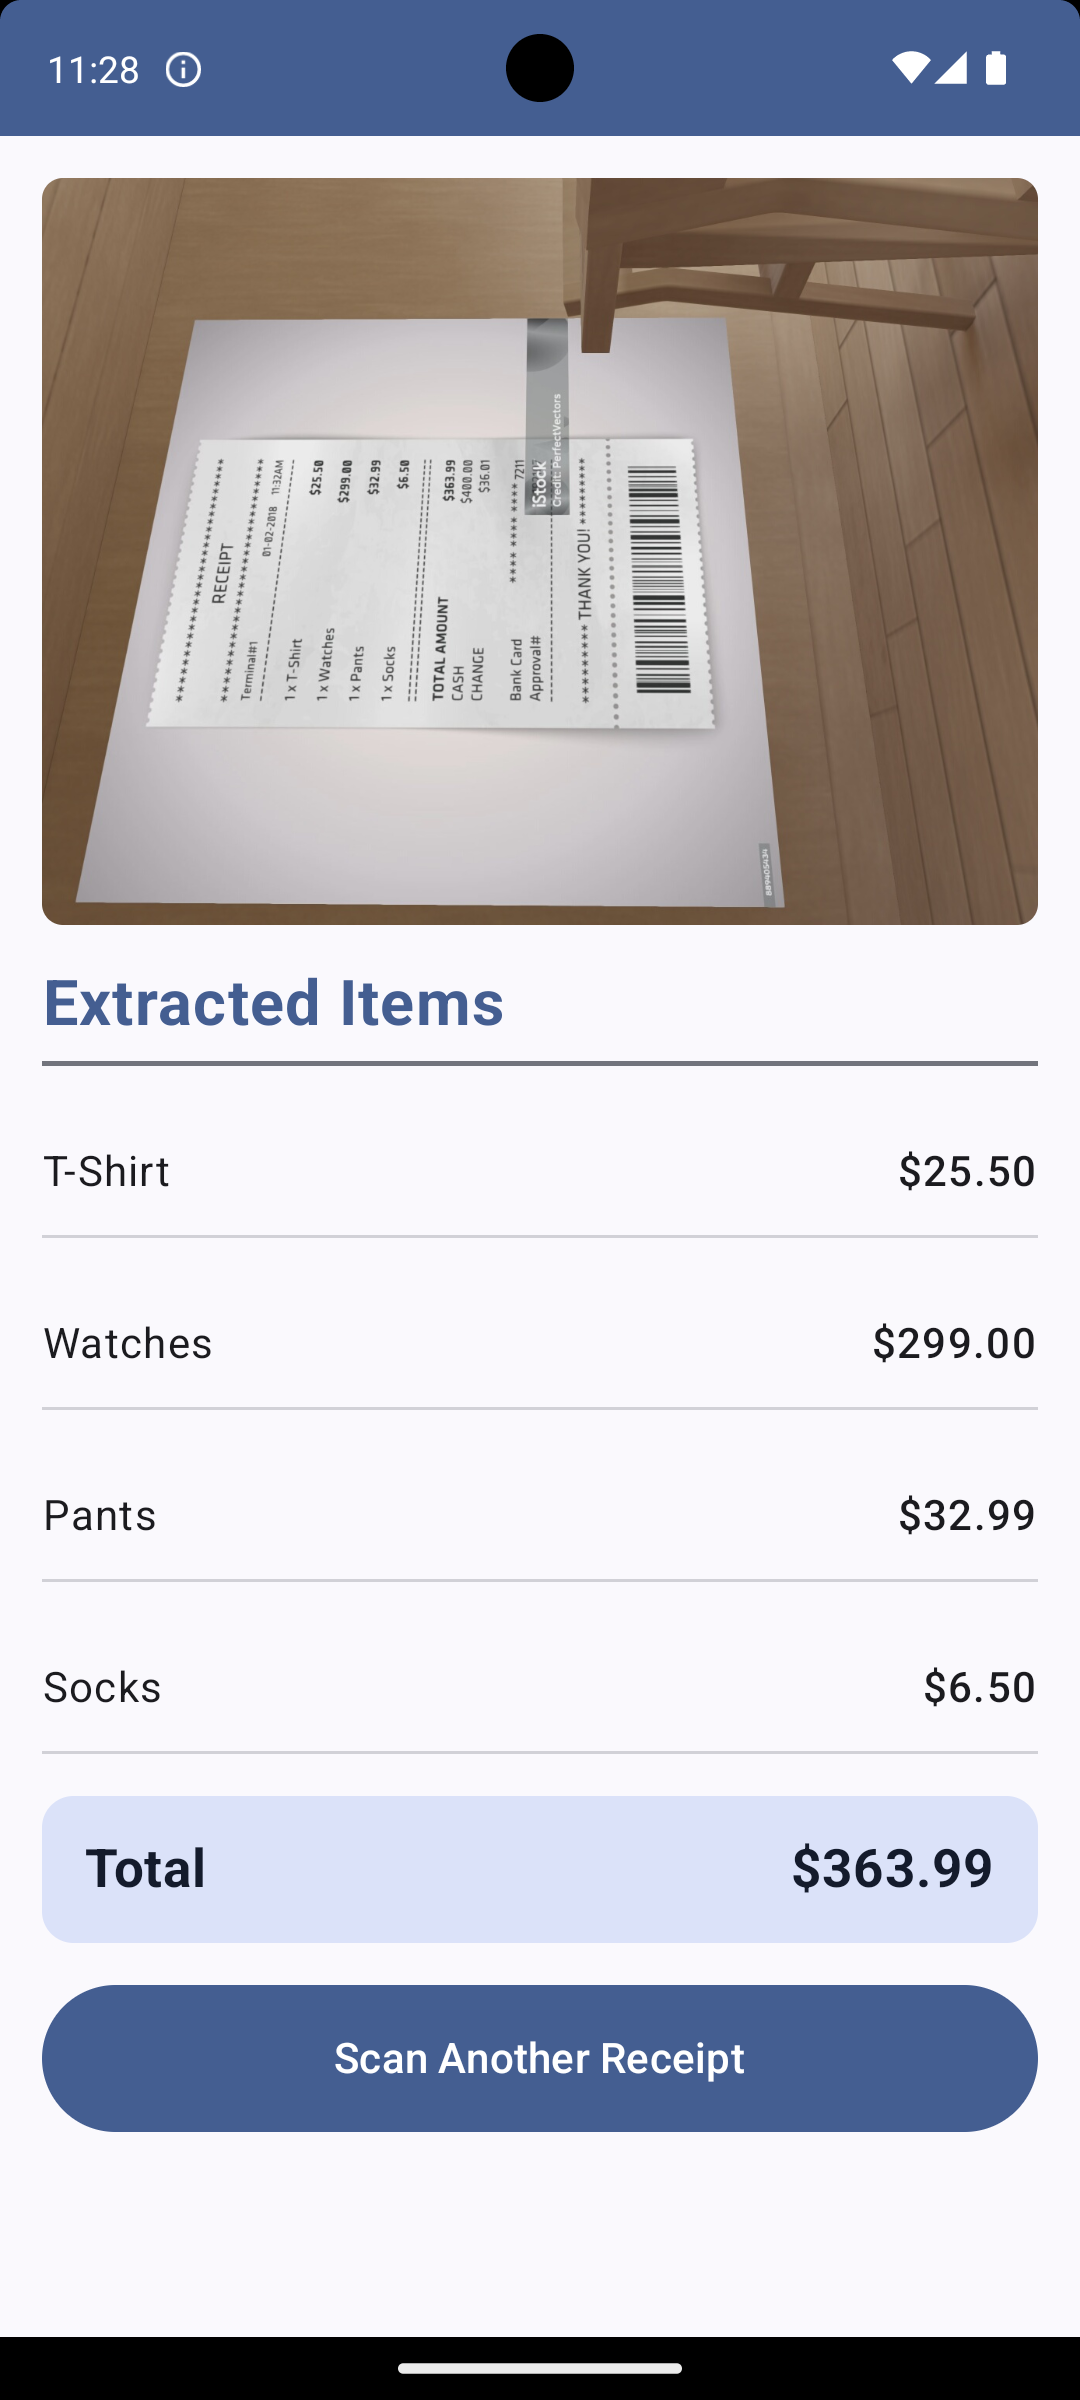 11:28
************************************
RECEIPT
************************************
Terminal#1 01-02-2018 11:32AM
1 x T-Shirt $25.50
1 x Watches $299.00
1 x Pants $32.99
1 x Socks $6.50
TOTAL AMOUNT $363.99
CASH $400.00
CHANGE $36.01
Bank Card **** **** **** 7211
Approval#
********* THANK YOU! *********
iStock
Credit: PerfectVectors
889405434
Extracted Items
T-Shirt $25.50
Watches $299.00
Pants $32.99
Socks $6.50
Total $363.99
Scan Another Receipt